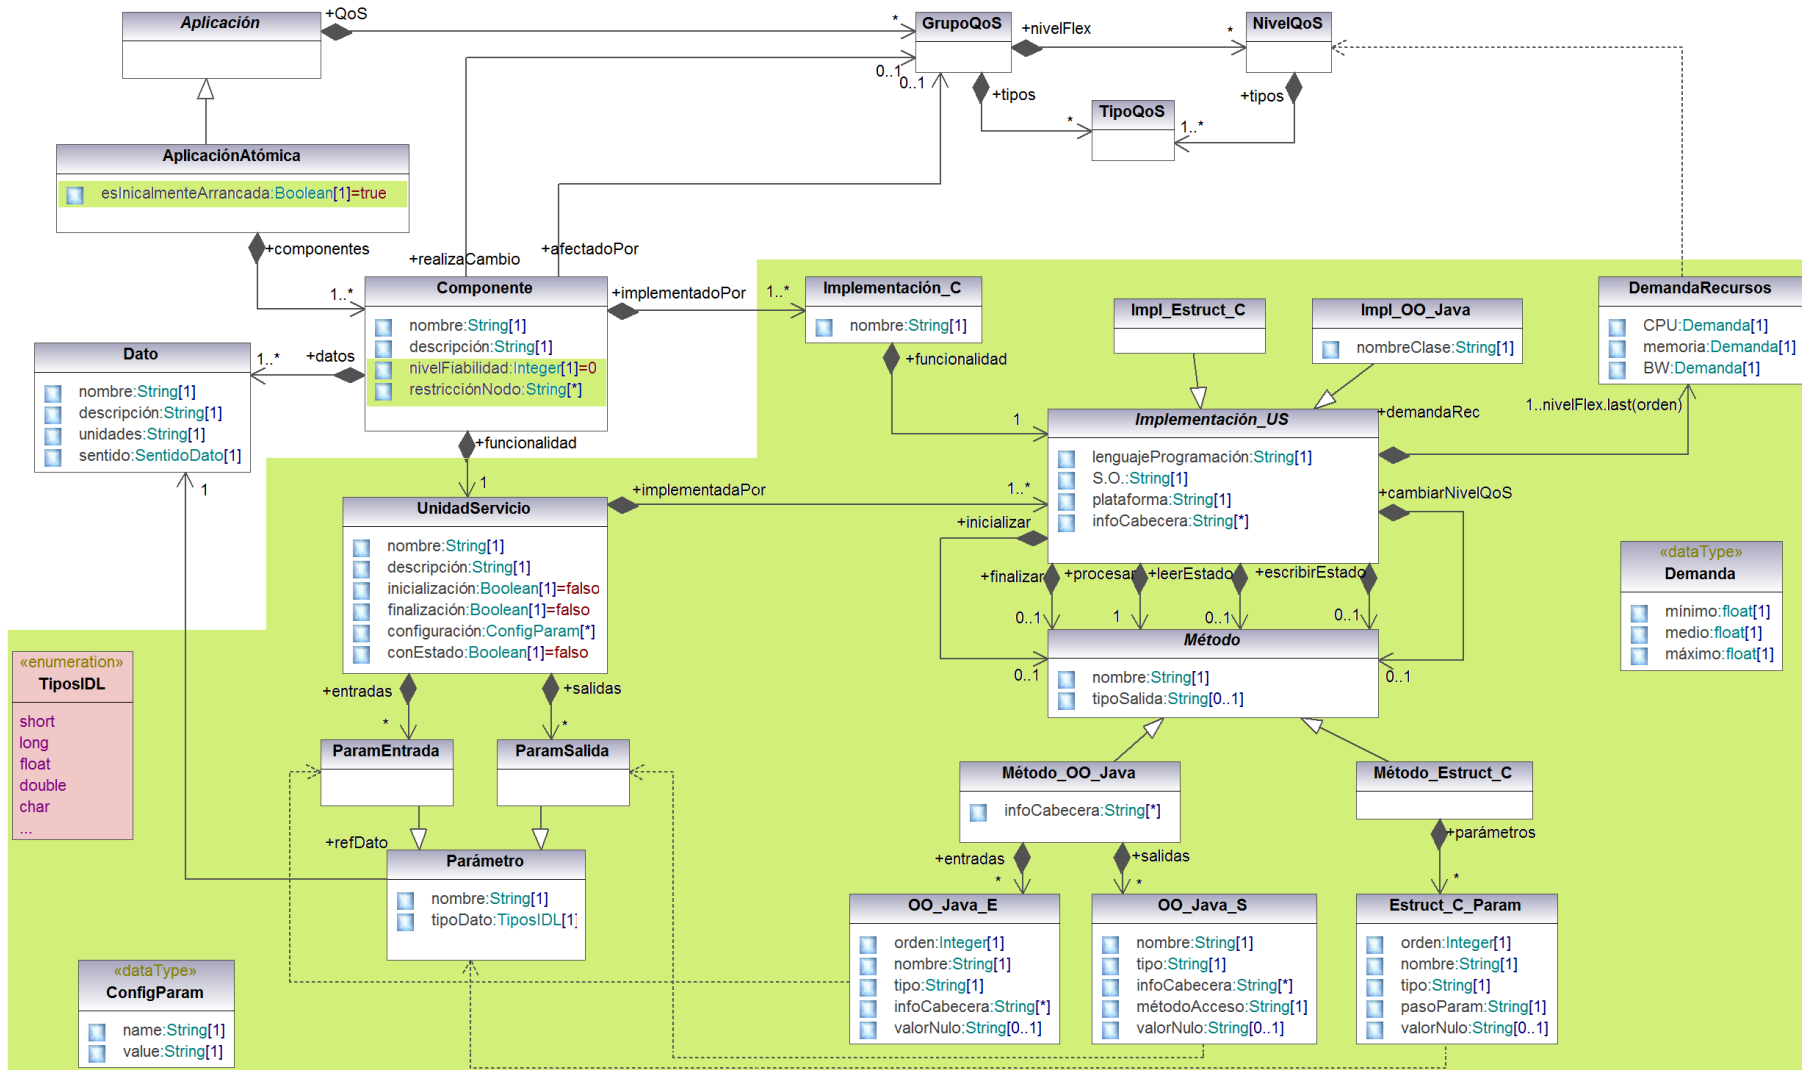 Aplicación
+QoS
*
GrupoQoS
+nivelFlex
*
NivelQoS
0..1
0..1
+tipos
*
TipoQoS
+tipos
1..*
AplicaciónAtómica
esInicalmenteArrancada:Boolean[1]=true
+componentes
1..*
+realizaCambio
+afectadoPor
Componente
nombre:String[1]
descripción:String[1]
nivelFiabilidad:Integer[1]=0
restricciónNodo:String[*]
+implementadoPor
1..*
Implementación_C
nombre:String[1]
+funcionalidad
1
Impl_Estruct_C
Impl_OO_Java
nombreClase:String[1]
DemandaRecursos
CPU:Demanda[1]
memoria:Demanda[1]
BW:Demanda[1]
1..nivelFlex.last(orden)
+demandaRec
Dato
nombre:String[1]
descripción:String[1]
unidades:String[1]
sentido:SentidoDato[1]
1..*
+datos
1
+funcionalidad
1
Implementación_US
lenguajeProgramación:String[1]
S.O.:String[1]
plataforma:String[1]
infoCabecera:String[*]
+cambiarNivelQoS
0..1
UnidadServicio
nombre:String[1]
descripción:String[1]
inicialización:Boolean[1]=falso
finalización:Boolean[1]=falso
configuración:ConfigParam[*]
conEstado:Boolean[1]=falso
+implementadaPor
1..*
+inicializar
0..1
+finalizar
0..1
+procesar
1
+leerEstado
0..1
+escribirEstado
0..1
«dataType»
Demanda
mínimo:float[1]
medio:float[1]
máximo:float[1]
Método
nombre:String[1]
tipoSalida:String[0..1]
«enumeration»
TiposIDL
short
long
float
double
char
...
+entradas
*
+salidas
*
ParamEntrada
ParamSalida
+refDato
Parámetro
nombre:String[1]
tipoDato:TiposIDL[1]
Método_OO_Java
infoCabecera:String[*]
Método_Estruct_C
+entradas
*
+salidas
*
+parámetros
*
OO_Java_E
orden:Integer[1]
nombre:String[1]
tipo:String[1]
infoCabecera:String[*]
valorNulo:String[0..1]
OO_Java_S
nombre:String[1]
tipo:String[1]
infoCabecera:String[*]
métodoAcceso:String[1]
valorNulo:String[0..1]
Estruct_C_Param
orden:Integer[1]
nombre:String[1]
tipo:String[1]
pasoParam:String[1]
valorNulo:String[0..1]
«dataType»
ConfigParam
name:String[1]
value:String[1]